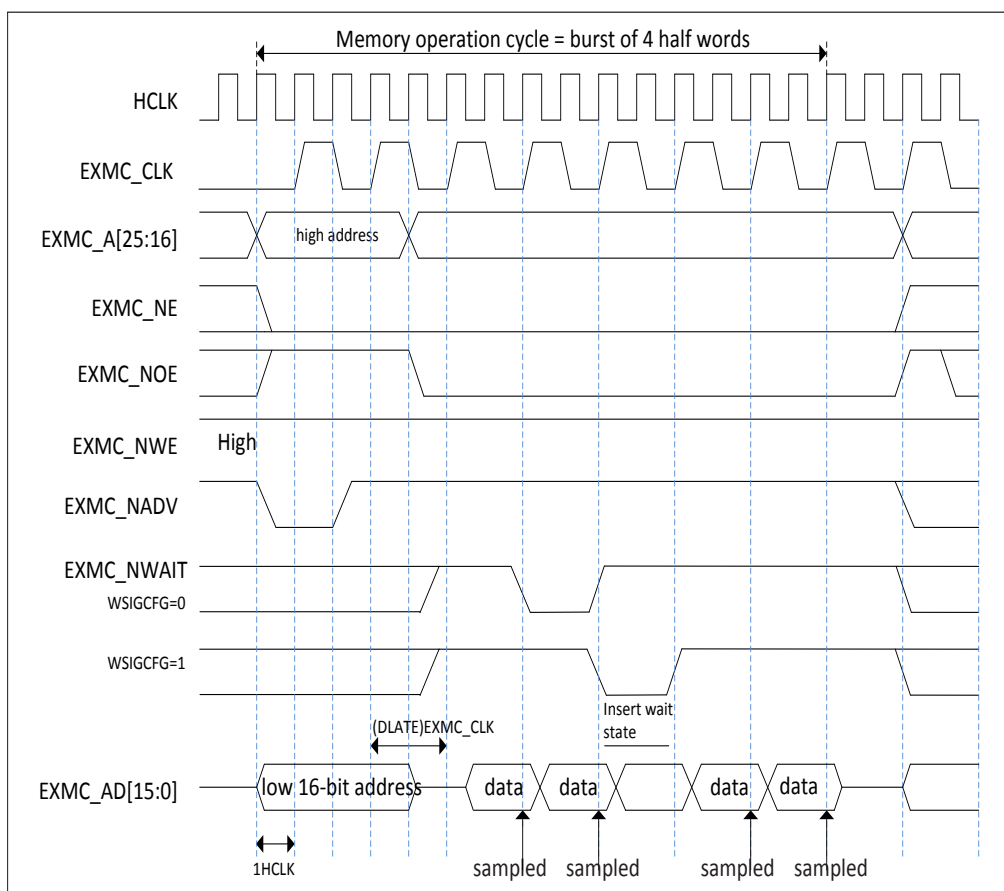 Memory operation cycle = burst of 4 half words
HCLK
EXMC_CLK
EXMC_A[25:16]
high address
EXMC_NE
EXMC_NOE
EXMC_NWE
High
EXMC_NADV
EXMC_NWAIT
WSIGCFG=0
WSIGCFG=1
Insert wait
state
(DLATE)EXMC_CLK
EXMC_AD[15:0]
low 16-bit address
data
data
data
data
1HCLK
sampled
sampled
sampled
sampled